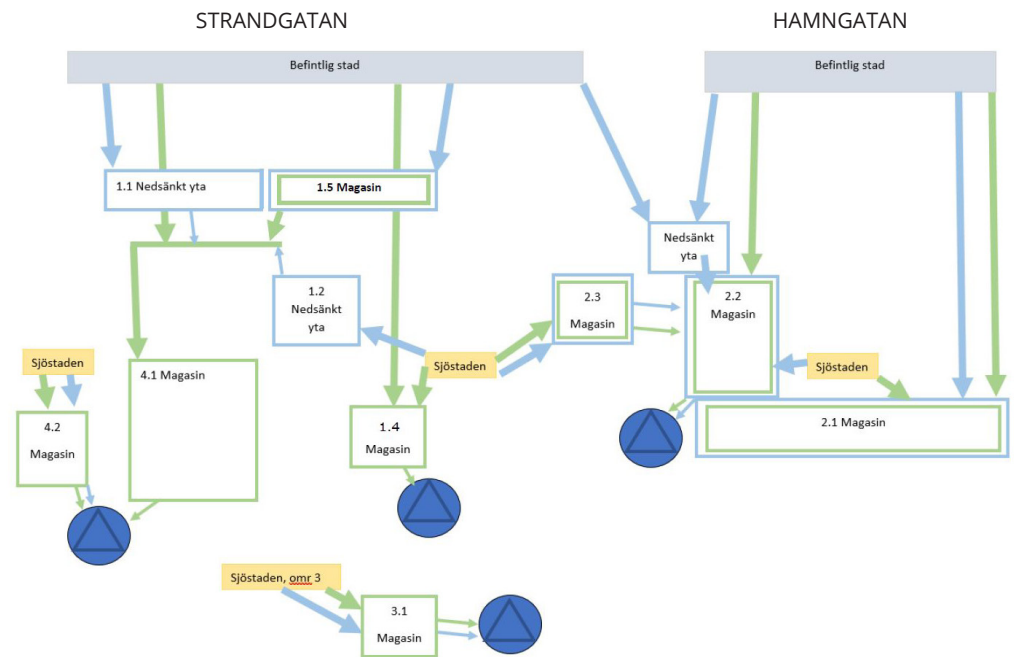 STRANDGATAN
HAMNGATAN
Befintlig stad
Befintlig stad
1.1 Nedsänkt yta
1.5 Magasin
Nedsänkt
yta
1.2
Nedsänkt
yta
2.3
Magasin
2.2
Magasin
Sjöstaden
4.1 Magasin
Sjöstaden
Sjöstaden
4.2
Magasin
1.4
Magasin
2.1 Magasin
Sjöstaden, omr 3
3.1
Magasin